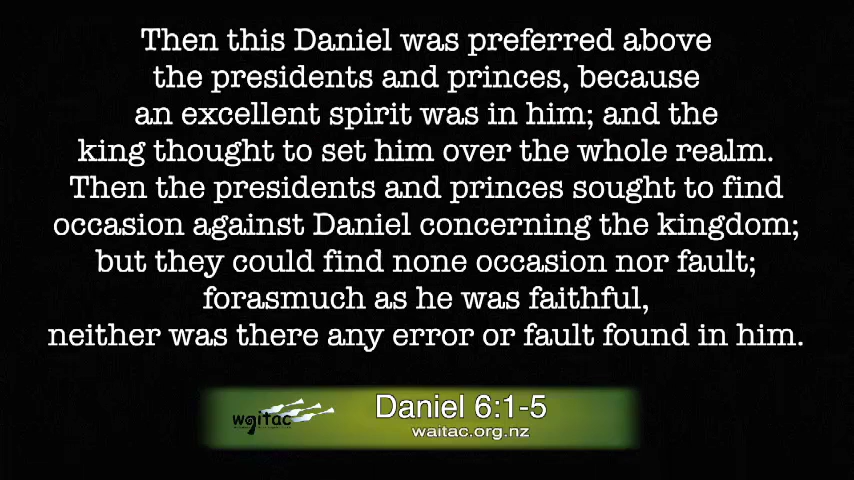 Then this Daniel was preferred above
the presidents and princes, because
an excellent spirit was in him; and the
king thought to set him over the whole realm.
Then the presidents and princes sought to find
occasion against Daniel concerning the kingdom;
but they could find none occasion nor fault;
forasmuch as he was faithful,
neither was there any error or fault found in him.
waitac
Daniel 6:1-5
waitac.org.nz